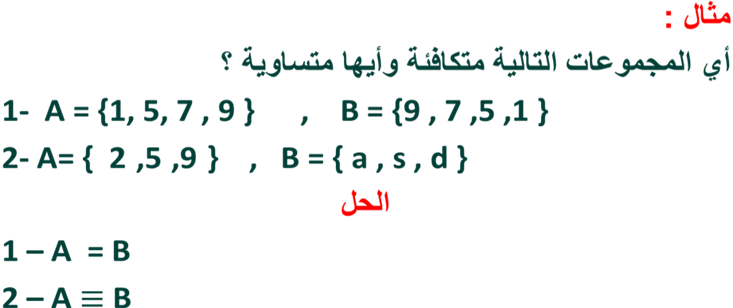 مثال :
أي المجموعات التالية متكافئة وأيها متساوية ؟
1- A = {1, 5, 7 , 9 } , B = {9 , 7 ,5 ,1 }
2- A= { 2 ,5 ,9 } , B = { a , s , d }
الحل
1 – A = B
2 – A ≡ B